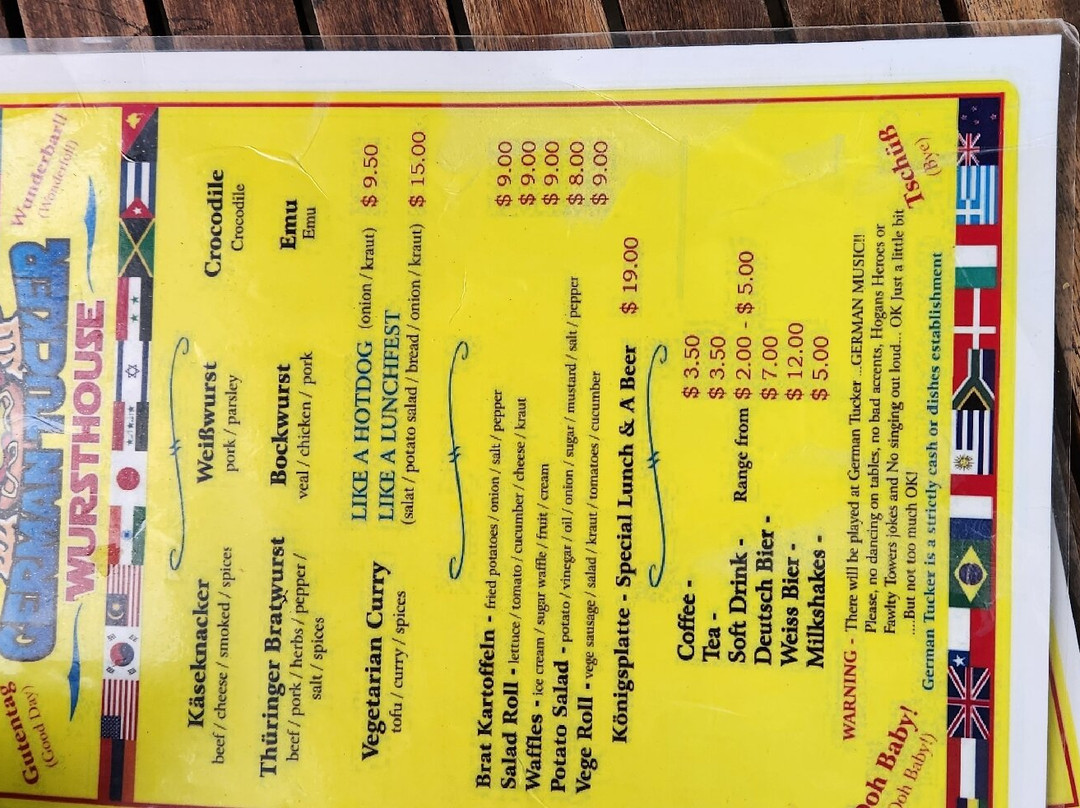 Gutentag
(Good Day)
GERMAN TUCKER
WURSTHOUSE
Wunderbar!!
(Wonderful!)
Käseknacker
beef / cheese / smoked / spices
Weißwurst
pork / parsley
Crocodile
Crocodile
Thüringer Bratwurst
beef / pork / herbs / pepper /
salt / spices
Bockwurst
veal / chicken / pork
Emu
Emu
Vegetarian Curry
tofu / curry / spices
LIKE A HOTDOG (onion / kraut) $ 9.50
LIKE A LUNCHFEST
(salat / potato salad / bread / onion / kraut) $ 15.00
Brat Kartoffeln - fried potatoes / onion / salt / pepper $ 9.00
Salad Roll - lettuce / tomato / cucumber / cheese / kraut $ 9.00
Waffles - ice cream / sugar waffle / fruit / cream $ 9.00
Potato Salad - potato / vinegar / oil / onion / sugar / mustard / salt / pepper $ 8.00
Vege Roll - vege sausage / salad / kraut / tomatoes / cucumber $ 9.00
Königsplatte - Special Lunch & A Beer $ 19.00
Coffee - $ 3.50
Tea - $ 3.50
Soft Drink - Range from $ 2.00 - $ 5.00
Deutsch Bier - $ 7.00
Weiss Bier - $ 12.00
Milkshakes - $ 5.00
WARNING - There will be played at German Tucker ...GERMAN MUSIC!!
Please, no dancing on tables, no bad accents, Hogans Heroes or
Fawlty Towers jokes and No singing out loud... OK Just a little bit
....But not too much OK!
German Tucker is a strictly cash or dishes establishment
Ooh Baby!
Ooh Baby!)
Tschüß
(Bye)